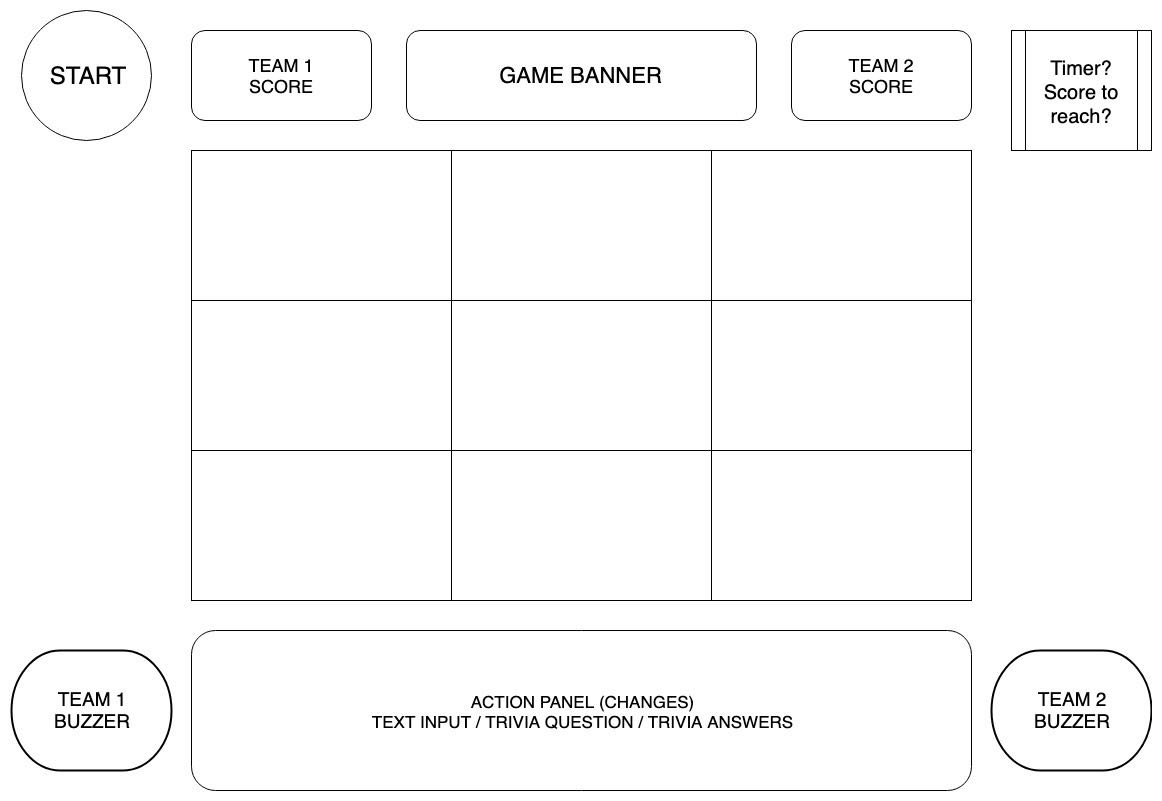 START
TEAM 1
SCORE
GAME BANNER
TEAM 2
SCORE
Timer?
Score to
reach?
TEAM 1
BUZZER
ACTION PANEL (CHANGES)
TEXT INPUT / TRIVIA QUESTION / TRIVIA ANSWERS
TEAM 2
BUZZER